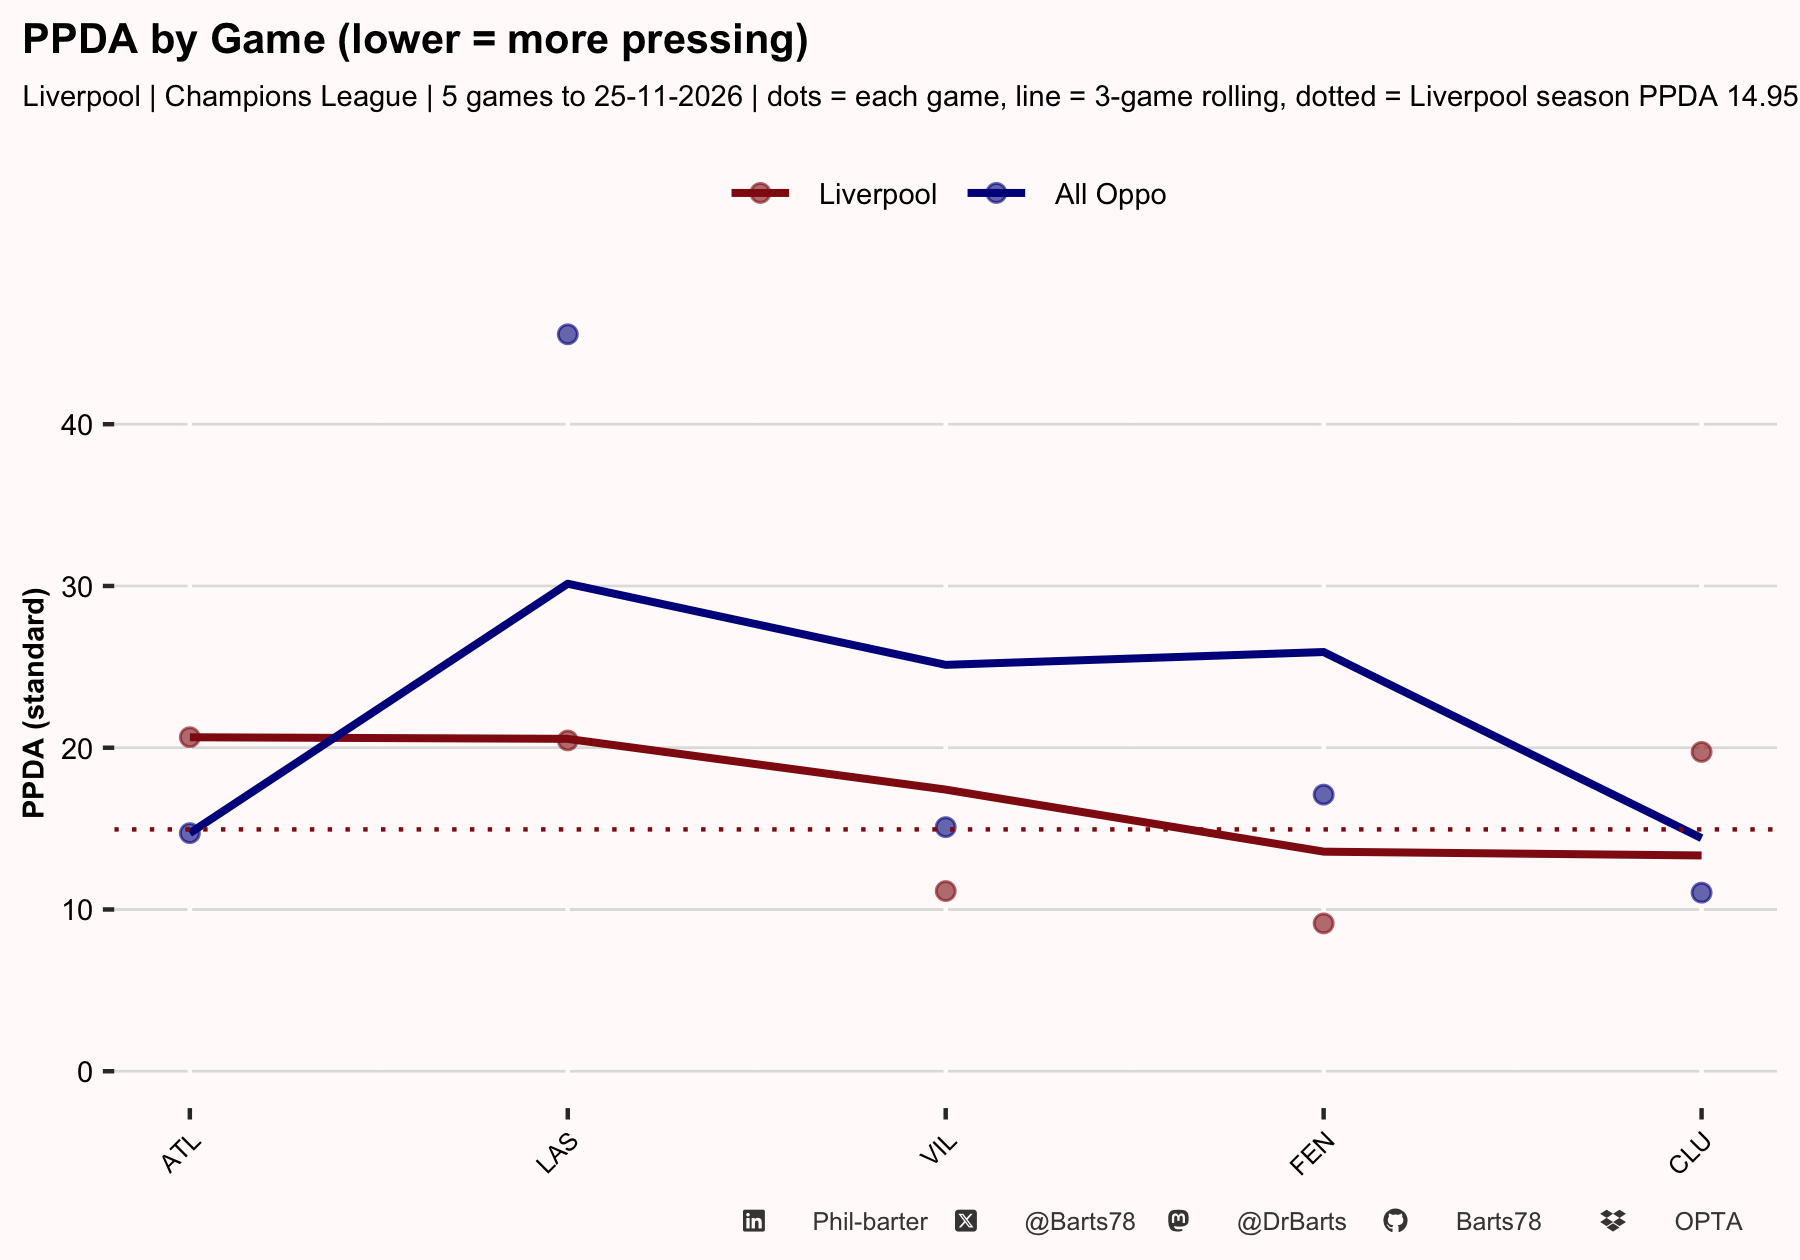 PPDA by Game (lower = more pressing)
Liverpool | Champions League | 5 games to 25-11-2026 | dots = each game, line = 3-game rolling, dotted = Liverpool season PPDA 14.95
Liverpool All Oppo
PPDA (standard)
40
30
20
10
0
ATL LAS VIL FEN CLU
Phil-barter @Barts78 @DrBarts Barts78 OPTA